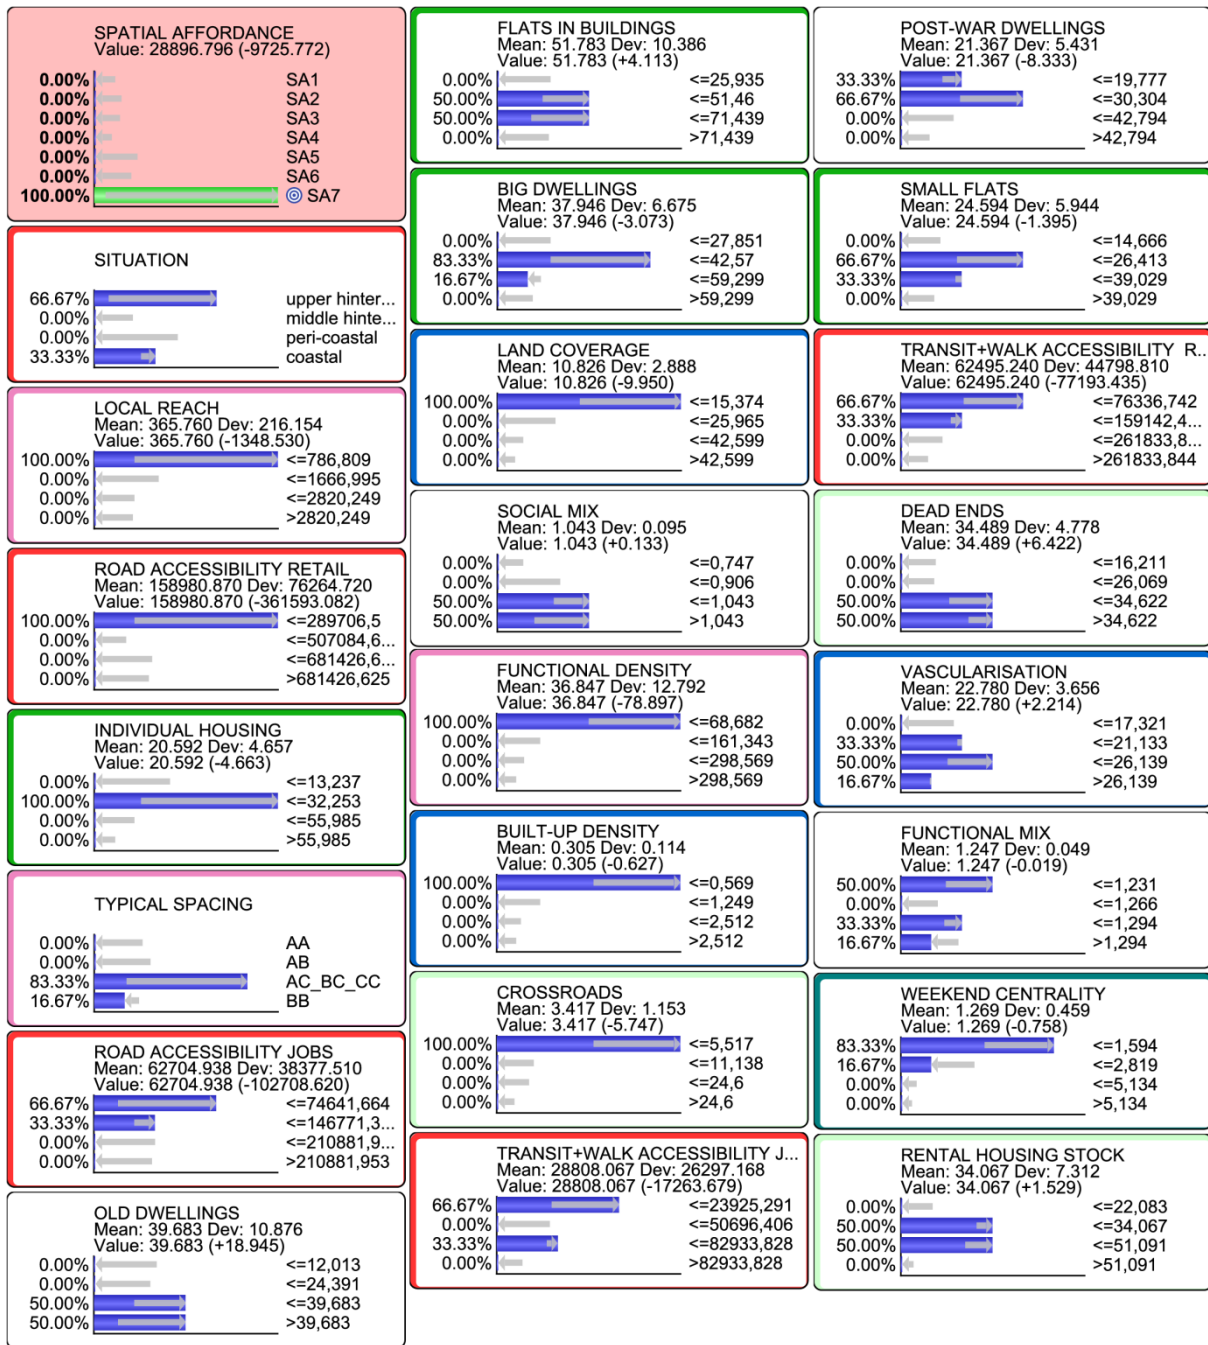 SPATIAL AFFORDANCE
Value: 28896.796 (-9725.772)
0.00% SA1
0.00% SA2
0.00% SA3
0.00% SA4
0.00% SA5
0.00% SA6
100.00% SA7
SITUATION
66.67% upper hinter...
0.00% middle hinte...
0.00% peri-coastal
33.33% coastal
LOCAL REACH
Mean: 365.760 Dev: 216.154
Value: 365.760 (-1348.530)
100.00% <=786,809
0.00% <=1666,995
0.00% <=2820,249
0.00% >2820,249
ROAD ACCESSIBILITY RETAIL
Mean: 158980.870 Dev: 76264.720
Value: 158980.870 (-361593.082)
100.00% <=289706,5
0.00% <=507084,6...
0.00% <=681426,6...
0.00% >681426,625
INDIVIDUAL HOUSING
Mean: 20.592 Dev: 4.657
Value: 20.592 (-4.663)
0.00% <=13,237
100.00% <=32,253
0.00% <=55,985
0.00% >55,985
TYPICAL SPACING
0.00% AA
0.00% AB
83.33% AC_BC_CC
16.67% BB
ROAD ACCESSIBILITY JOBS
Mean: 62704.938 Dev: 38377.510
Value: 62704.938 (-102708.620)
66.67% <=74641,664
33.33% <=146771,3...
0.00% <=210881,9...
0.00% >210881,953
OLD DWELLINGS
Mean: 39.683 Dev: 10.876
Value: 39.683 (+18.945)
0.00% <=12,013
0.00% <=24,391
50.00% <=39,683
50.00% >39,683
FLATS IN BUILDINGS
Mean: 51.783 Dev: 10.386
Value: 51.783 (+4.113)
0.00% <=25,935
50.00% <=51,46
50.00% <=71,439
0.00% >71,439
BIG DWELLINGS
Mean: 37.946 Dev: 6.675
Value: 37.946 (-3.073)
0.00% <=27,851
83.33% <=42,57
16.67% <=59,299
0.00% >59,299
LAND COVERAGE
Mean: 10.826 Dev: 2.888
Value: 10.826 (-9.950)
100.00% <=15,374
0.00% <=25,965
0.00% <=42,599
0.00% >42,599
SOCIAL MIX
Mean: 1.043 Dev: 0.095
Value: 1.043 (+0.133)
0.00% <=0,747
0.00% <=0,906
50.00% <=1,043
50.00% >1,043
FUNCTIONAL DENSITY
Mean: 36.847 Dev: 12.792
Value: 36.847 (-78.897)
100.00% <=68,682
0.00% <=161,343
0.00% <=298,569
0.00% >298,569
BUILT-UP DENSITY
Mean: 0.305 Dev: 0.114
Value: 0.305 (-0.627)
100.00% <=0,569
0.00% <=1,249
0.00% <=2,512
0.00% >2,512
CROSSROADS
Mean: 3.417 Dev: 1.153
Value: 3.417 (-5.747)
100.00% <=5,517
0.00% <=11,138
0.00% <=24,6
0.00% >24,6
TRANSIT+WALK ACCESSIBILITY J...
Mean: 28808.067 Dev: 26297.168
Value: 28808.067 (-17263.679)
66.67% <=23925,291
0.00% <=50696,406
33.33% <=82933,828
0.00% >82933,828
POST-WAR DWELLINGS
Mean: 21.367 Dev: 5.431
Value: 21.367 (-8.333)
33.33% <=19,777
66.67% <=30,304
0.00% <=42,794
0.00% >42,794
SMALL FLATS
Mean: 24.594 Dev: 5.944
Value: 24.594 (-1.395)
0.00% <=14,666
66.67% <=26,413
33.33% <=39,029
0.00% >39,029
TRANSIT+WALK ACCESSIBILITY R...
Mean: 62495.240 Dev: 44798.810
Value: 62495.240 (-77193.435)
66.67% <=76336,742
33.33% <=159142,4...
0.00% <=261833,8...
0.00% >261833,844
DEAD ENDS
Mean: 34.489 Dev: 4.778
Value: 34.489 (+6.422)
0.00% <=16,211
0.00% <=26,069
50.00% <=34,622
50.00% >34,622
VASCULARISATION
Mean: 22.780 Dev: 3.656
Value: 22.780 (+2.214)
0.00% <=17,321
33.33% <=21,133
50.00% <=26,139
16.67% >26,139
FUNCTIONAL MIX
Mean: 1.247 Dev: 0.049
Value: 1.247 (-0.019)
50.00% <=1,231
0.00% <=1,266
33.33% <=1,294
16.67% >1,294
WEEKEND CENTRALITY
Mean: 1.269 Dev: 0.459
Value: 1.269 (-0.758)
83.33% <=1,594
16.67% <=2,819
0.00% <=5,134
0.00% >5,134
RENTAL HOUSING STOCK
Mean: 34.067 Dev: 7.312
Value: 34.067 (+1.529)
0.00% <=22,083
50.00% <=34,067
50.00% <=51,091
0.00% >51,091